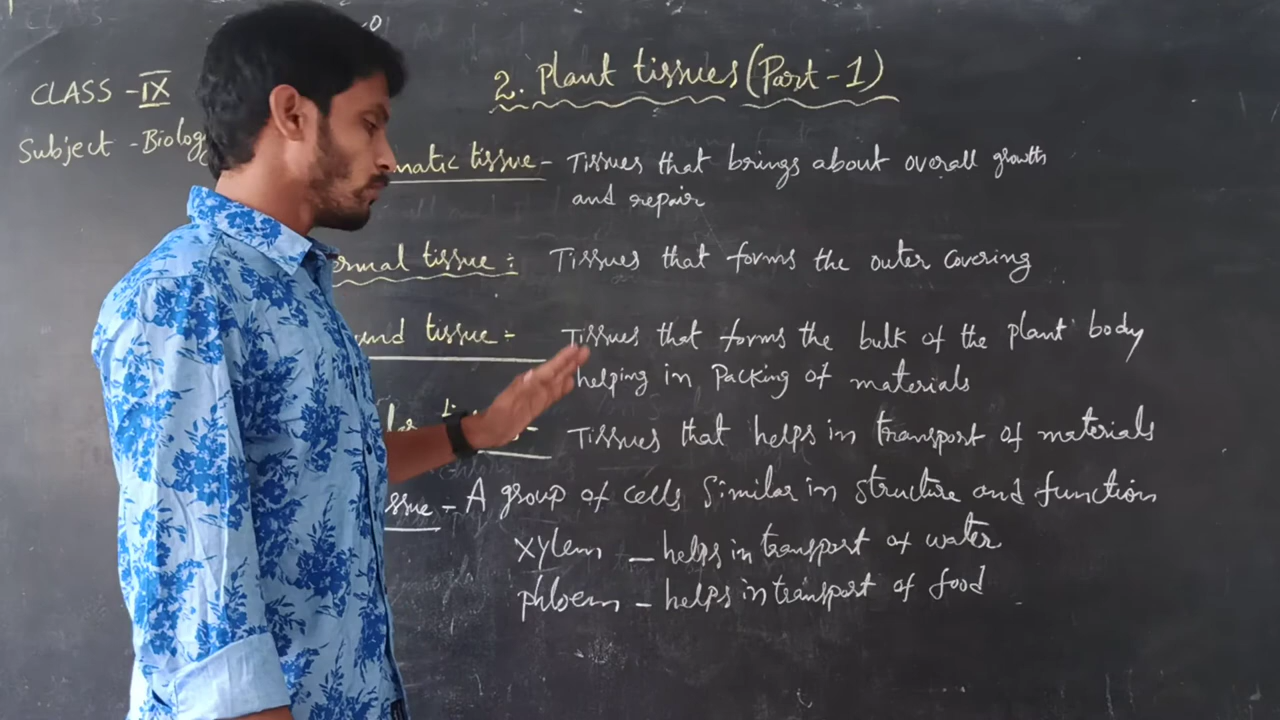 CLASS - IX
Subject - Biology
2. Plant tissues (Part - 1)
matic tissue - Tissues that brings about overall growth
and repair
ermal tissue :- Tissues that forms the outer covering
und tissue :- Tissues that forms the bulk of the plant body
helping in Packing of materials
Tissues that helps in transport of materials
ssue - A group of cells Similar in structure and function
xylem - helps in transport of water
phloem - helps in transport of food